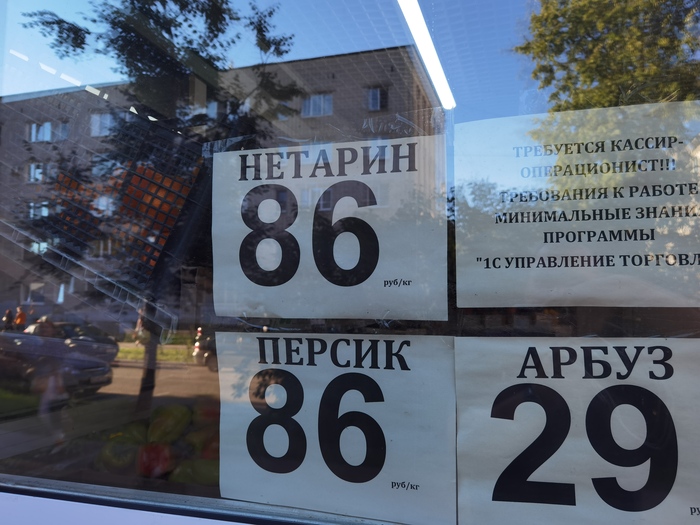 НЕТАРИН
86
руб/кг
ТРЕБУЕТСЯ КАССИР-
ОПЕРАЦИОНИСТ!!!
ТРЕБОВАНИЯ К РАБОТЕ
МИНИМАЛЬНЫЕ ЗНАНИ
ПРОГРАММЫ
"1С УПРАВЛЕНИЕ ТОРГОВЛ
ПЕРСИК
86
руб/кг
АРБУЗ
29